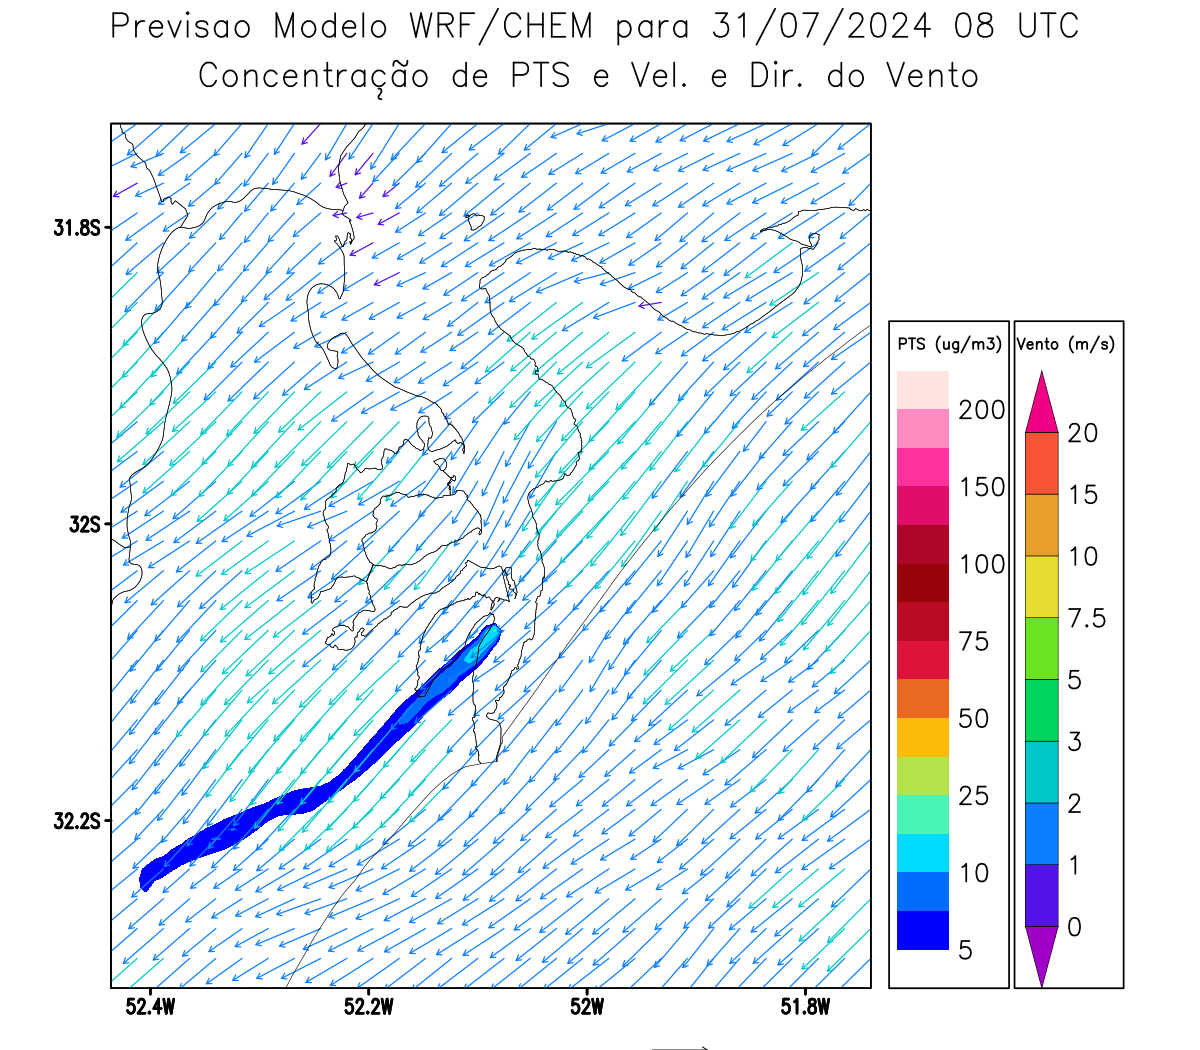 Previsao Modelo WRF/CHEM para 31/07/2024 08 UTC
Concentração de PTS e Vel. e Dir. do Vento
31.8S
32S
32.2S
52.4W 52.2W 52W 51.8W
PTS (ug/m3)
200
150
100
75
50
25
10
5
Vento (m/s)
20
15
10
7.5
5
3
2
1
0